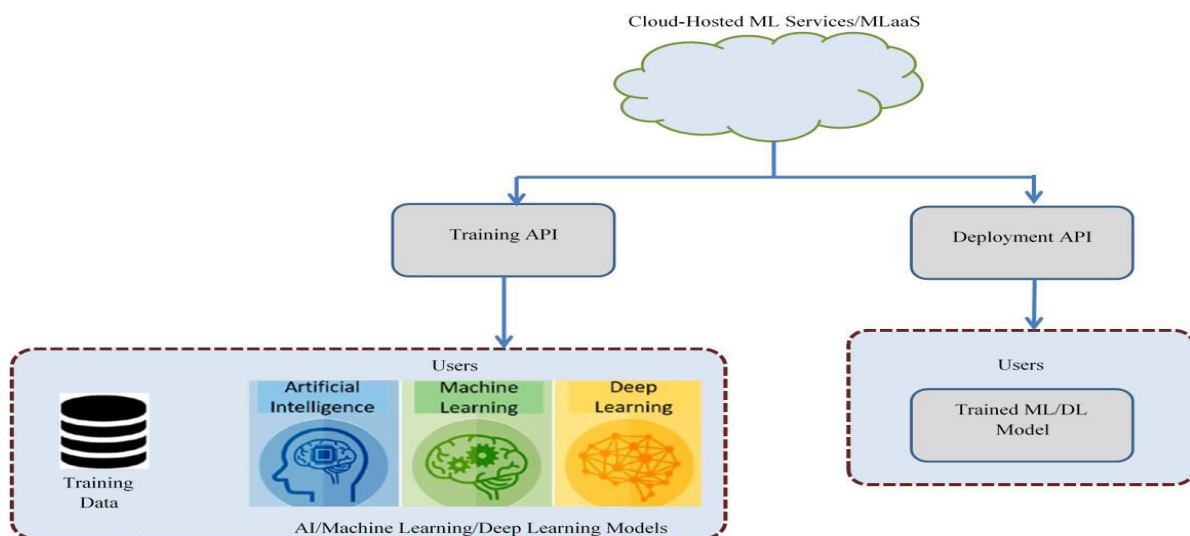 Cloud-Hosted ML Services/MLaaS
Training API
Deployment API
Users
Artificial
Intelligence
Machine
Learning
Deep
Learning
Training
Data
AI/Machine Learning/Deep Learning Models
Users
Trained ML/DL
Model